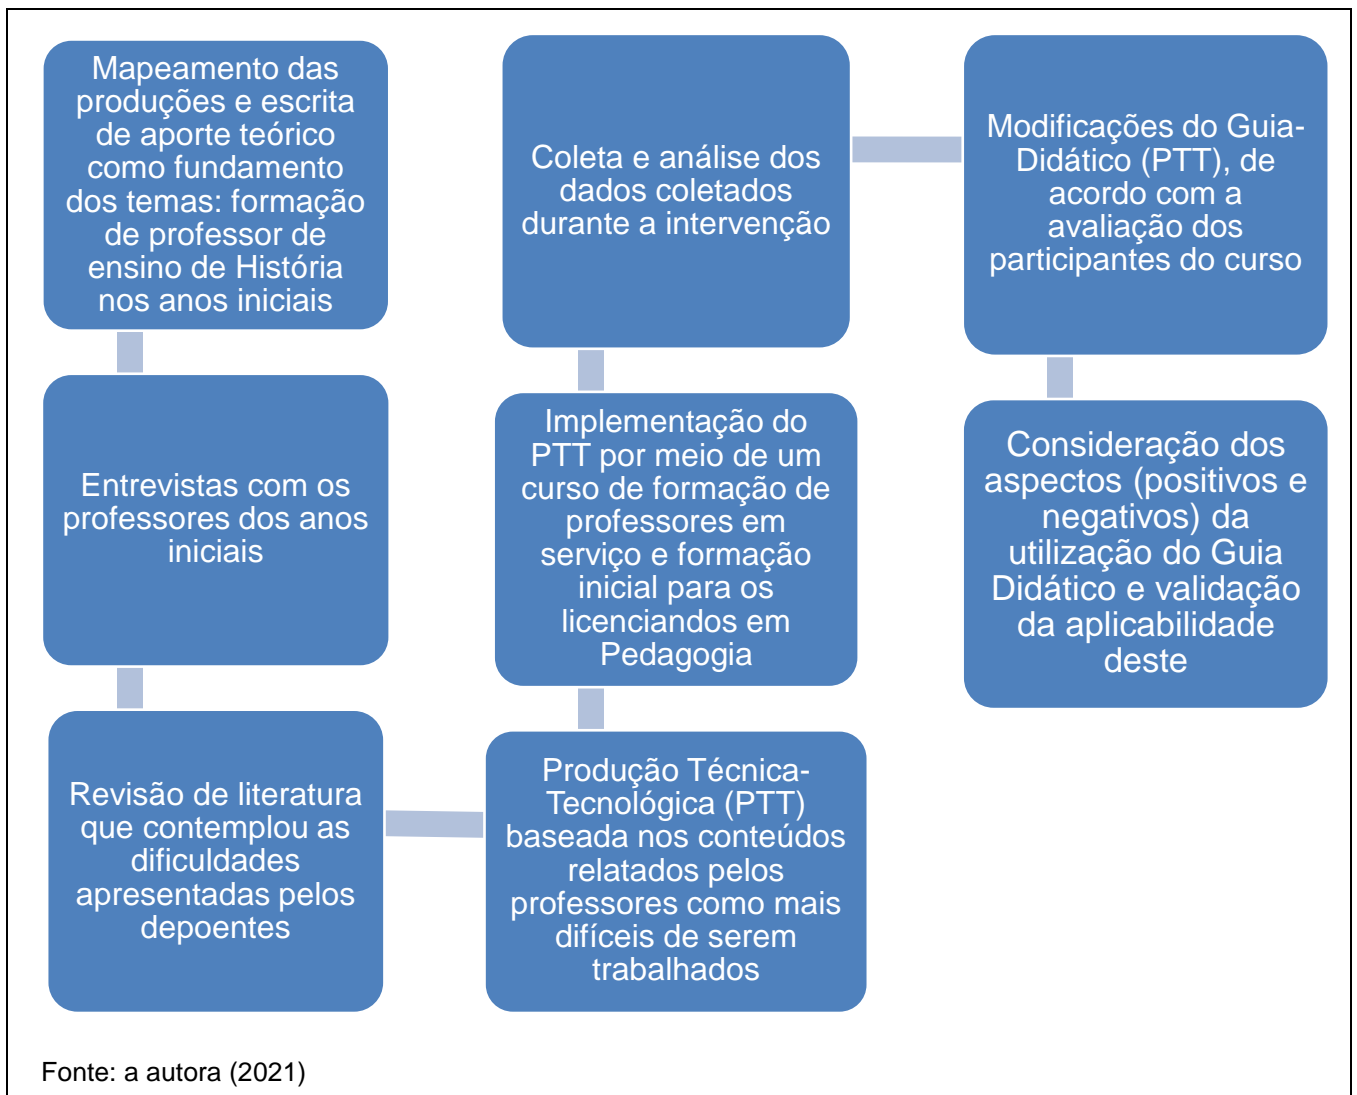 Mapeamento das
produções e escrita
de aporte teórico
como fundamento
dos temas: formação
de professor de
ensino de História
nos anos iniciais
Entrevistas com os
professores dos anos
iniciais
Revisão de literatura
que contemplou as
dificuldades
apresentadas pelos
depoentes
Produção Técnica-
Tecnológica (PTT)
baseada nos conteúdos
relatados pelos
professores como mais
difíceis de serem
trabalhados
Implementação do
PTT por meio de um
curso de formação de
professores em
serviço e formação
inicial para os
licenciandos em
Pedagogia
Coleta e análise dos
dados coletados
durante a intervenção
Modificações do Guia-
Didático (PTT), de
acordo com a
avaliação dos
participantes do curso
Consideração dos
aspectos (positivos e
negativos) da
utilização do Guia
Didático e validação
da aplicabilidade
deste
Fonte: a autora (2021)